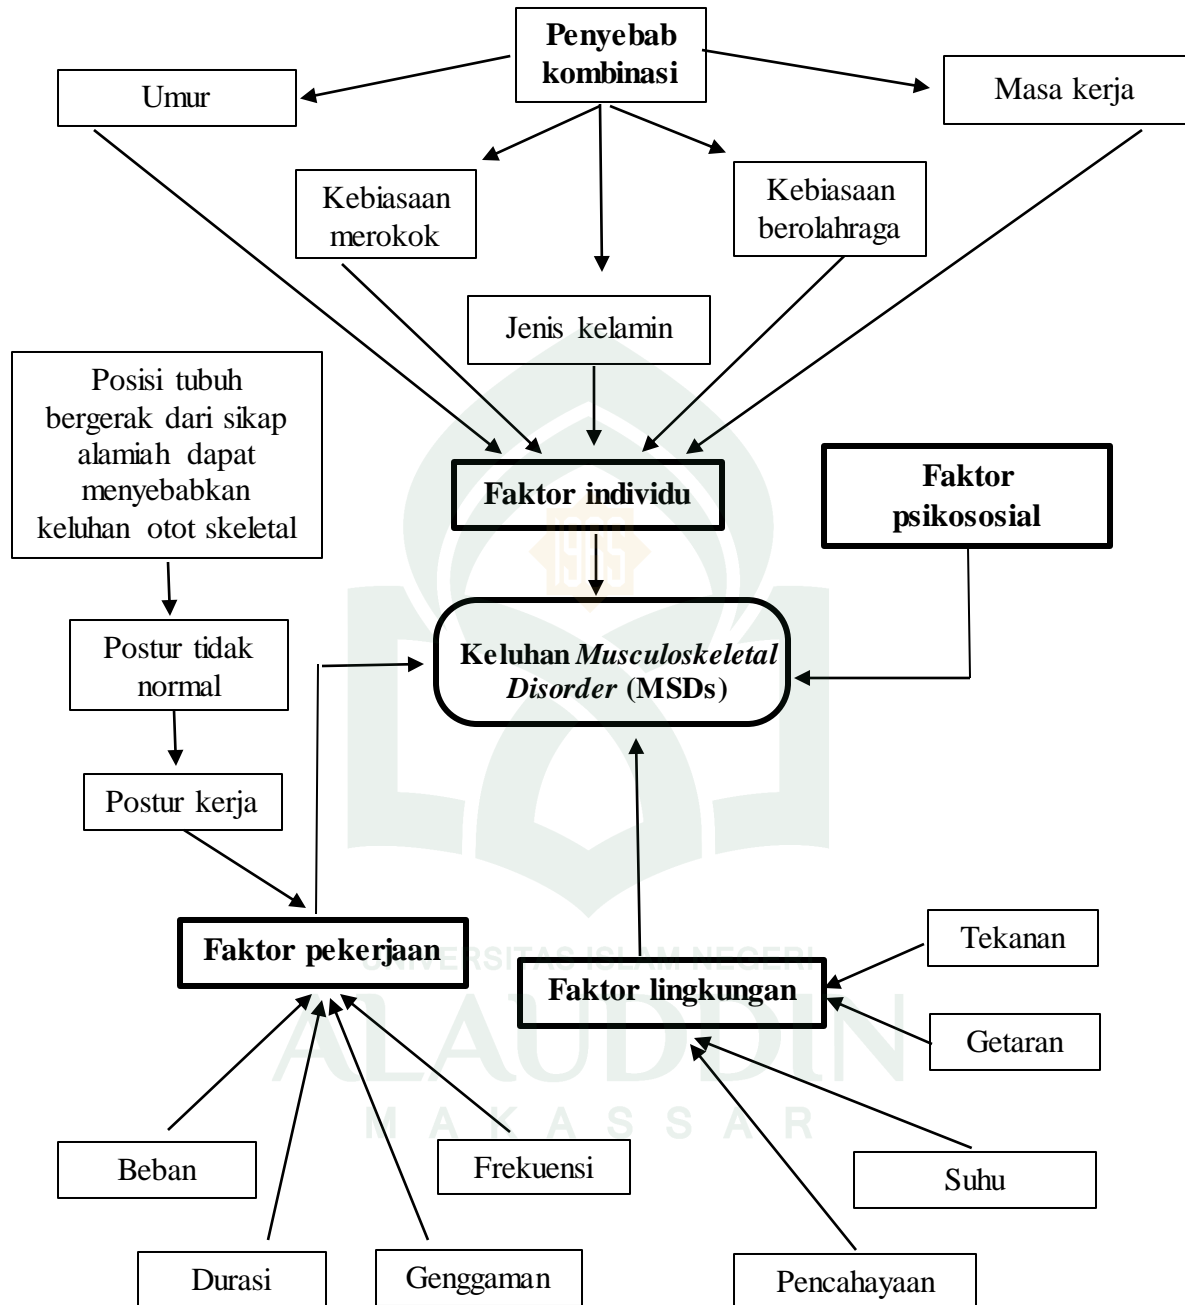 Penyebab
kombinasi
Umur
Masa kerja
Kebiasaan
merokok
Kebiasaan
berolahraga
Jenis kelamin
Posisi tubuh
bergerak dari sikap
alamiah dapat
menyebabkan
keluhan otot skeletal
Faktor individu
Faktor
psikososial
1965
Postur tidak
normal
Keluhan Musculoskeletal
Disorder (MSDs)
Postur kerja
Faktor pekerjaan
Tekanan
UNIVERSITAS ISLAM NEGERI
Faktor lingkungan
ALAUDDIN
Getaran
MAKASSAR
Beban
Frekuensi
Suhu
Durasi
Genggaman
Pencahayaan